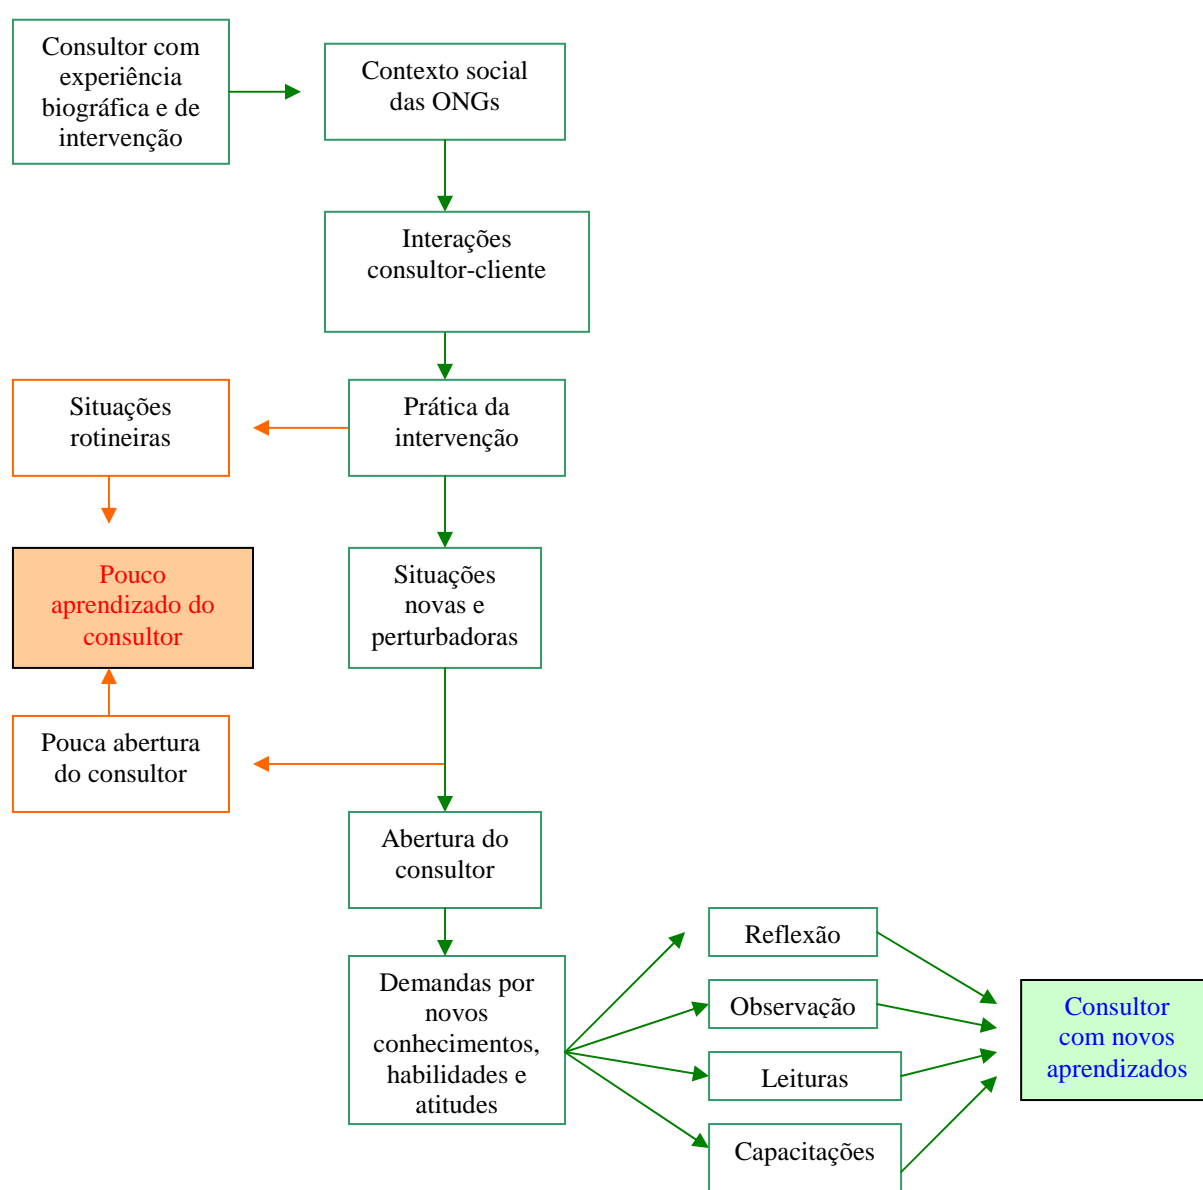 Consultor com
experiência
biográfica e de
intervenção
Contexto social
das ONGs
Interações
consultor-cliente
Situações
rotineiras
Prática da
intervenção
Pouco
aprendizado do
consultor
Situações
novas e
perturbadoras
Pouca abertura
do consultor
Abertura do
consultor
Demandas por
novos
conhecimentos,
habilidades e
atitudes
Reflexão
Observação
Leituras
Capacitações
Consultor
com novos
aprendizados